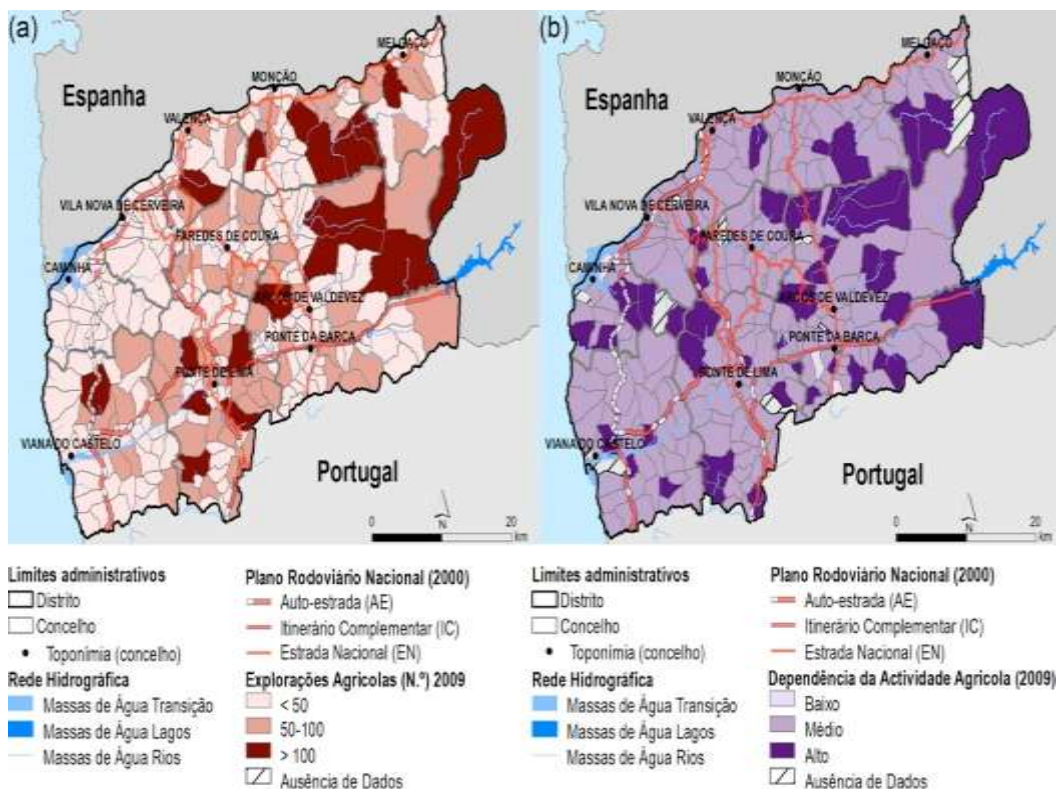 (a)
MELGAÇO
MONÇÃO
Espanha
VALENÇA
VILA NOVA DE CERVEIRA
PAREDES DE COURA
CAMINHA
ARCOS DE VALDEVEZ
PONTE DA BARCA
PONTE DE LIMA
VIANA DO CASTELO
Portugal
N
0 20
km
(b)
MELGAÇO
MONÇÃO
Espanha
VALENÇA
VILA NOVA DE CERVEIRA
PAREDES DE COURA
CAMINHA
ARCOS DE VALDEVEZ
PONTE DA BARCA
PONTE DE LIMA
VIANA DO CASTELO
Portugal
N
0 20
km
Limites administrativos
Distrito
Concelho
Toponímia (concelho)
Rede Hidrográfica
Massas de Água Transição
Massas de Água Lagos
Massas de Água Rios
Plano Rodoviário Nacional (2000)
Auto-estrada (AE)
Itinerário Complementar (IC)
Estrada Nacional (EN)
Explorações Agricolas (N.º) 2009
< 50
50-100
> 100
Ausência de Dados
Limites administrativos
Distrito
Concelho
Toponímia (concelho)
Rede Hidrográfica
Massas de Água Transição
Massas de Água Lagos
Massas de Água Rios
Plano Rodoviário Nacional (2000)
Auto-estrada (AE)
Itinerário Complementar (IC)
Estrada Nacional (EN)
Dependência da Actividade Agricola (2009)
Baixo
Médio
Alto
Ausência de Dados